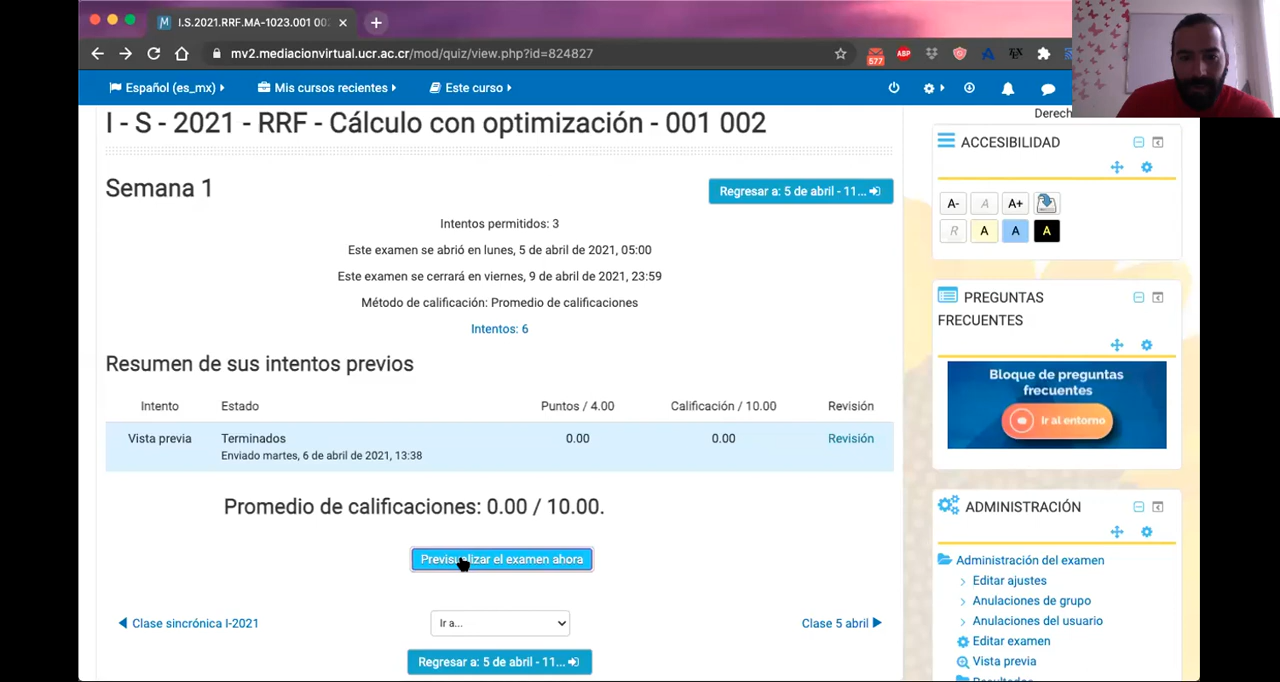 I.S.2021.RRF.MA-1023.001 002
mv2.mediacionvirtual.ucr.ac.cr/mod/quiz/view.php?id=824827
577
ABP
Español (es_mx)
Mis cursos recientes
Este curso
I - S - 2021 - RRF - Cálculo con optimización - 001 002
Derech
Semana 1
Regresar a: 5 de abril - 11...
Intentos permitidos: 3
Este examen se abrió en lunes, 5 de abril de 2021, 05:00
Este examen se cerrará en viernes, 9 de abril de 2021, 23:59
Método de calificación: Promedio de calificaciones
Intentos: 6
Resumen de sus intentos previos
Intento Estado Puntos / 4.00 Calificación / 10.00 Revisión
Vista previa Terminados 0.00 0.00 Revisión
Enviado martes, 6 de abril de 2021, 13:38
Promedio de calificaciones: 0.00 / 10.00.
Previsualizar el examen ahora
Clase sincrónica I-2021
Ir a...
Clase 5 abril
Regresar a: 5 de abril - 11...
ACCESIBILIDAD
A- A A+
R A A A
PREGUNTAS
FRECUENTES
Bloque de preguntas
frecuentes
Ir al entorno
ADMINISTRACIÓN
Administración del examen
Editar ajustes
Anulaciones de grupo
Anulaciones del usuario
Editar examen
Vista previa
Resultados